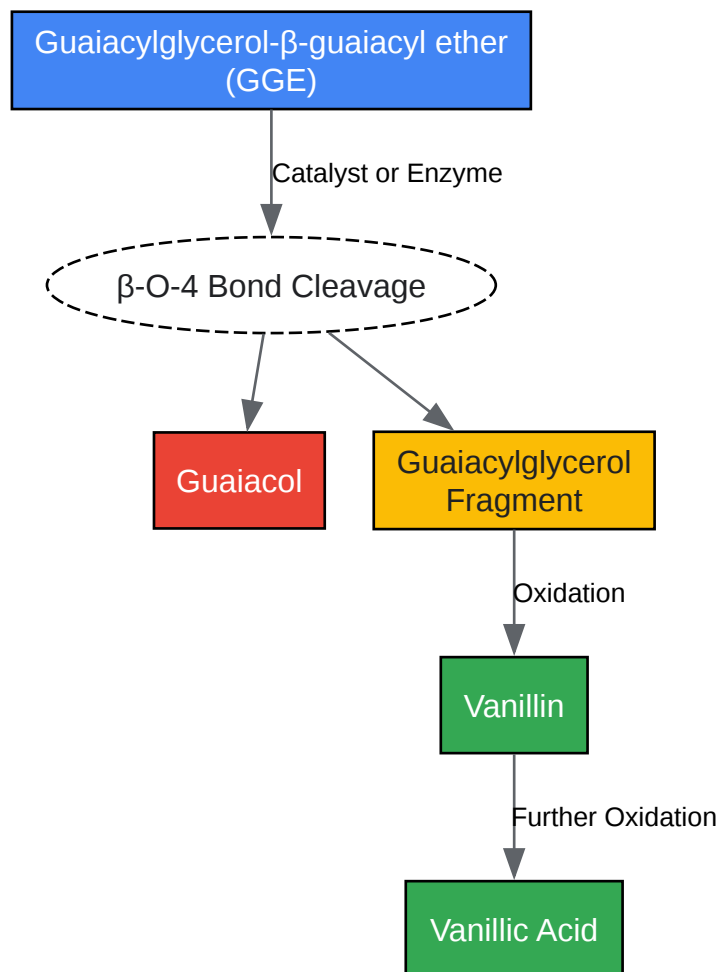 Guaiacylglycerol-β-guaiacyl ether
(GGE)
Catalyst or Enzyme
β-O-4 Bond Cleavage
Guaiacol
Guaiacylglycerol
Fragment
Oxidation
Vanillin
Further Oxidation
Vanillic Acid